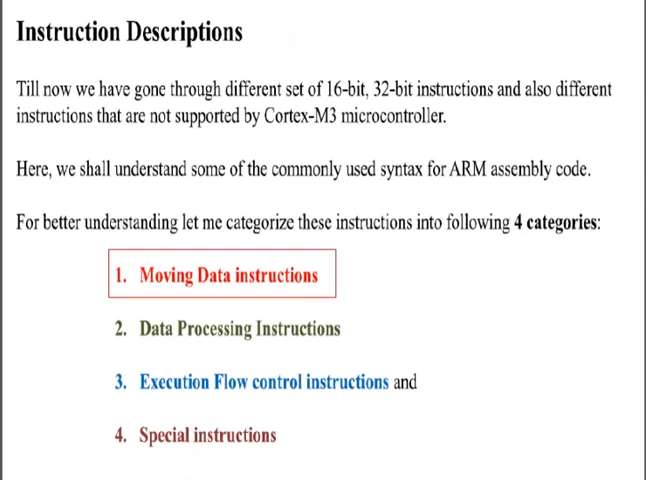 Instruction Descriptions
Till now we have gone through different set of 16-bit, 32-bit instructions and also different
instructions that are not supported by Cortex-M3 microcontroller.
Here, we shall understand some of the commonly used syntax for ARM assembly code.
For better understanding let me categorize these instructions into following 4 categories:
1. Moving Data instructions
2. Data Processing Instructions
3. Execution Flow control instructions and
4. Special instructions